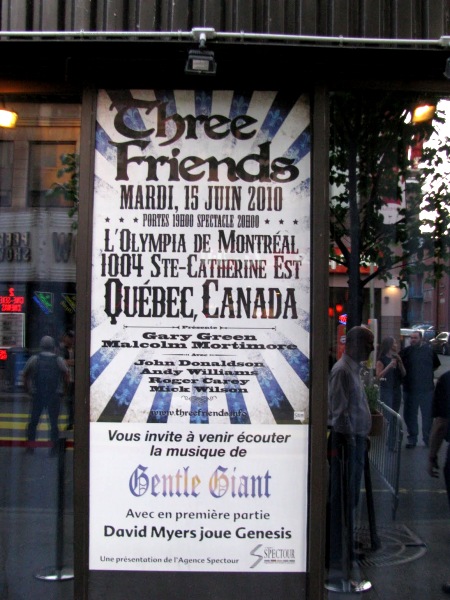 Three
Friends
MARDI, 15 JUIN 2010
PORTES 19H00 SPECTACLE 20H00
L'OLYMPIA DE MONTRÉAL
1004 STE-CATHERINE EST
QUÉBEC, CANADA
Présente
Gary Green
Malcolm Mortimore
Avec
John Donaldson
Andy Williams
Roger Carey
Mick Wilson
www.threefriends.info
Vous invite à venir écouter
la musique de
Gentle Giant
Avec en première partie
David Myers joue Genesis
Une présentation de l'Agence Spectour
SPECTOUR